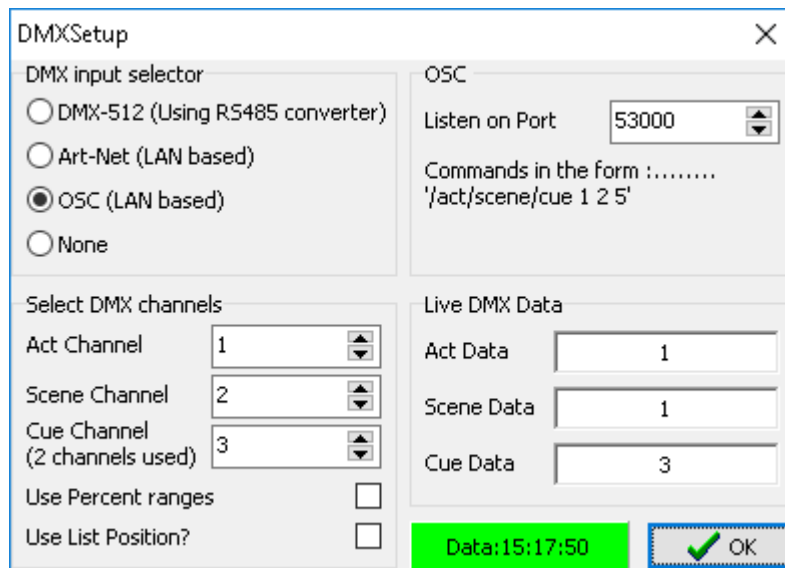 DMXSetup
DMX input selector
DMX-512 (Using RS485 converter)
Art-Net (LAN based)
OSC (LAN based)
None
OSC
Listen on Port 53000
Commands in the form :........
'/act/scene/cue 1 2 5'
Select DMX channels
Act Channel 1
Scene Channel 2
Cue Channel
(2 channels used) 3
Use Percent ranges
Use List Position?
Live DMX Data
Act Data 1
Scene Data 1
Cue Data 3
Data:15:17:50
OK